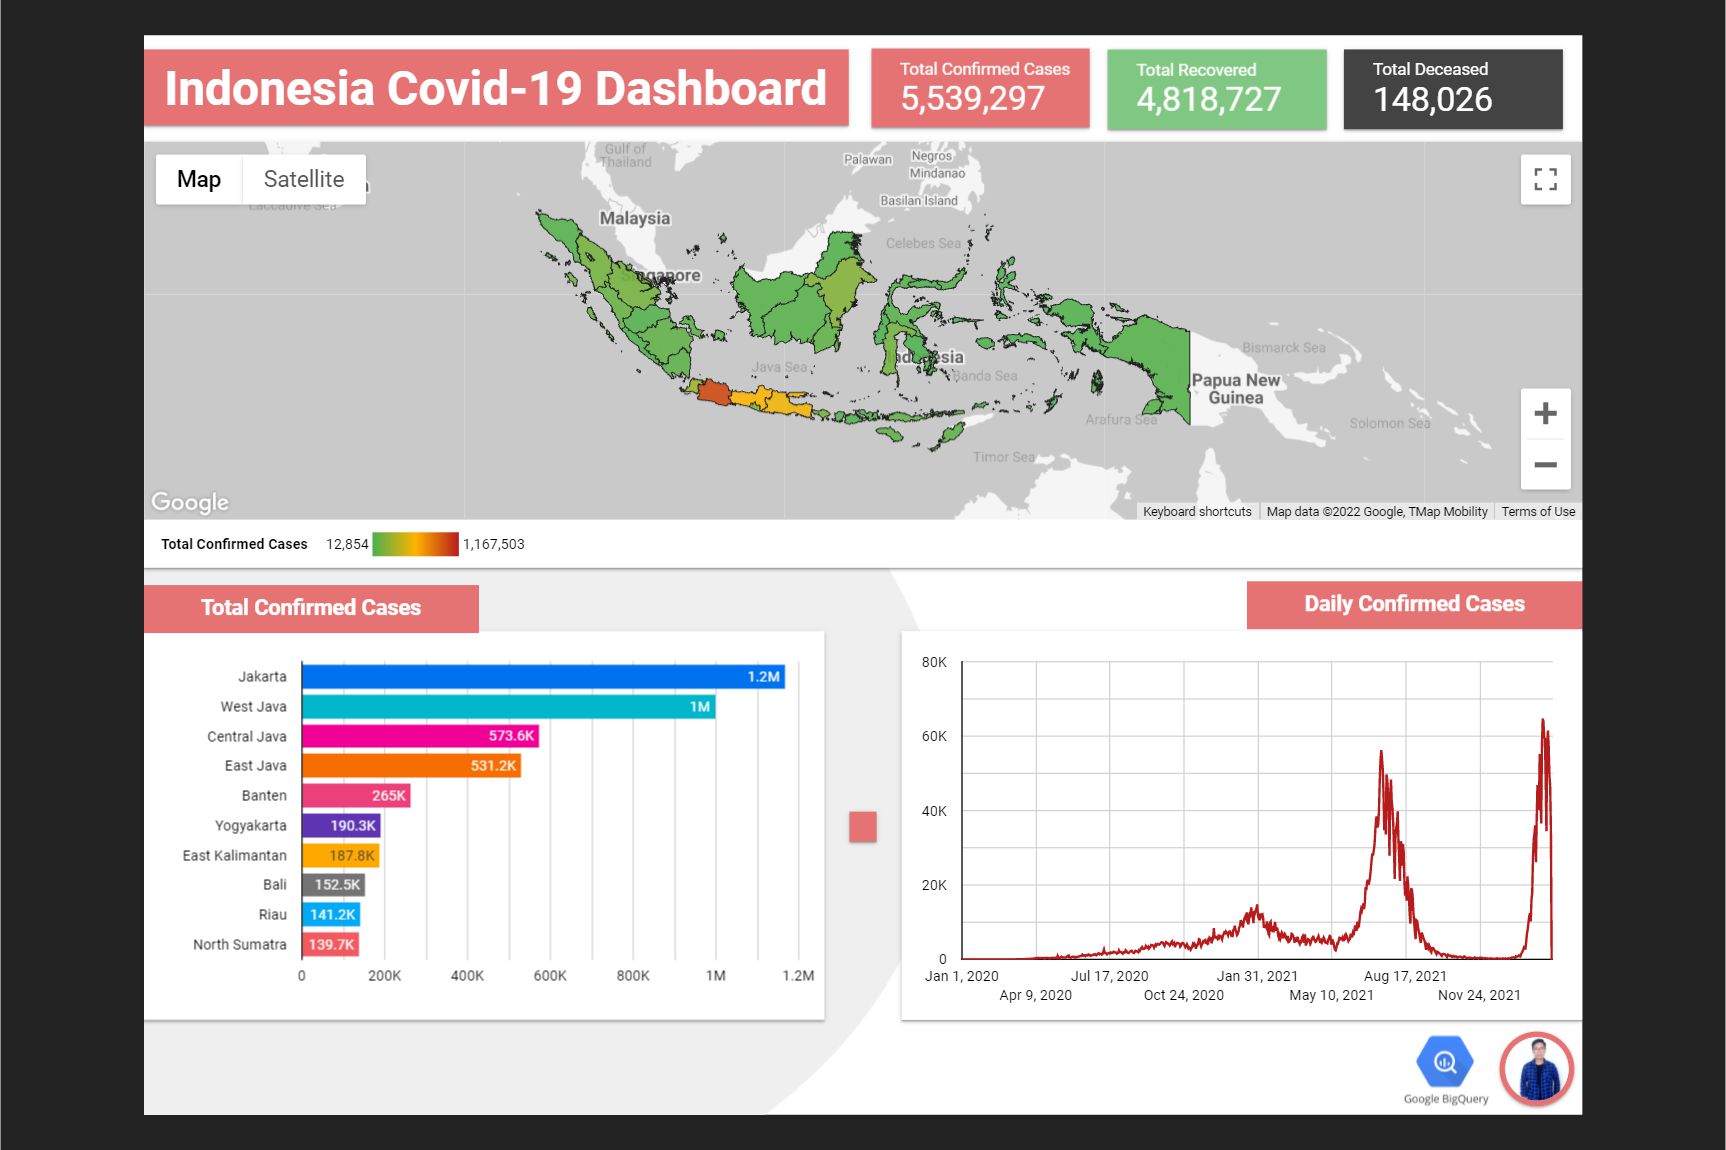 Indonesia Covid-19 Dashboard
Total Confirmed Cases
5,539,297
Total Recovered
4,818,727
Total Deceased
148,026
Map
Satellite
Laccadive Sea
Gulf of
Thailand
Palawan
Negros
Mindanao
Basilan Island
Malaysia
Celebes Sea
Singapore
Java Sea
Indonesia
Banda Sea
Bismarck Sea
Papua New
Guinea
Arafura Sea
Solomon Sea
Timor Sea
Google
Keyboard shortcuts
Map data ©2022 Google, TMap Mobility
Terms of Use
Total Confirmed Cases
12,854
1,167,503
Total Confirmed Cases
Jakarta 1.2M
West Java 1M
Central Java 573.6K
East Java 531.2K
Banten 265K
Yogyakarta 190.3K
East Kalimantan 187.8K
Bali 152.5K
Riau 141.2K
North Sumatra 139.7K
0 200K 400K 600K 800K 1M 1.2M
Daily Confirmed Cases
80K
60K
40K
20K
0
Jan 1, 2020 Jul 17, 2020 Jan 31, 2021 Aug 17, 2021
Apr 9, 2020 Oct 24, 2020 May 10, 2021 Nov 24, 2021
Google BigQuery